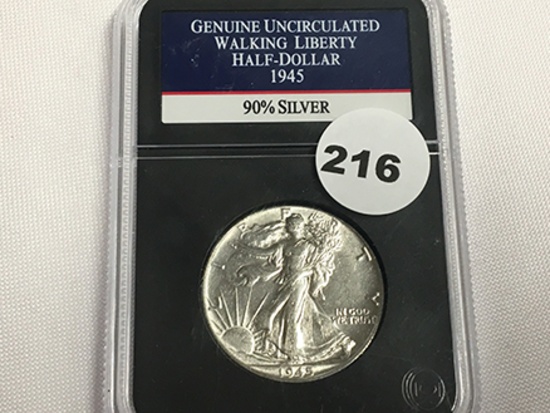 GENUINE UNCIRCULATED
WALKING LIBERTY
HALF-DOLLAR
1945
90% SILVER
216
LIBERTY
IN GOD
WE TRUST
1945